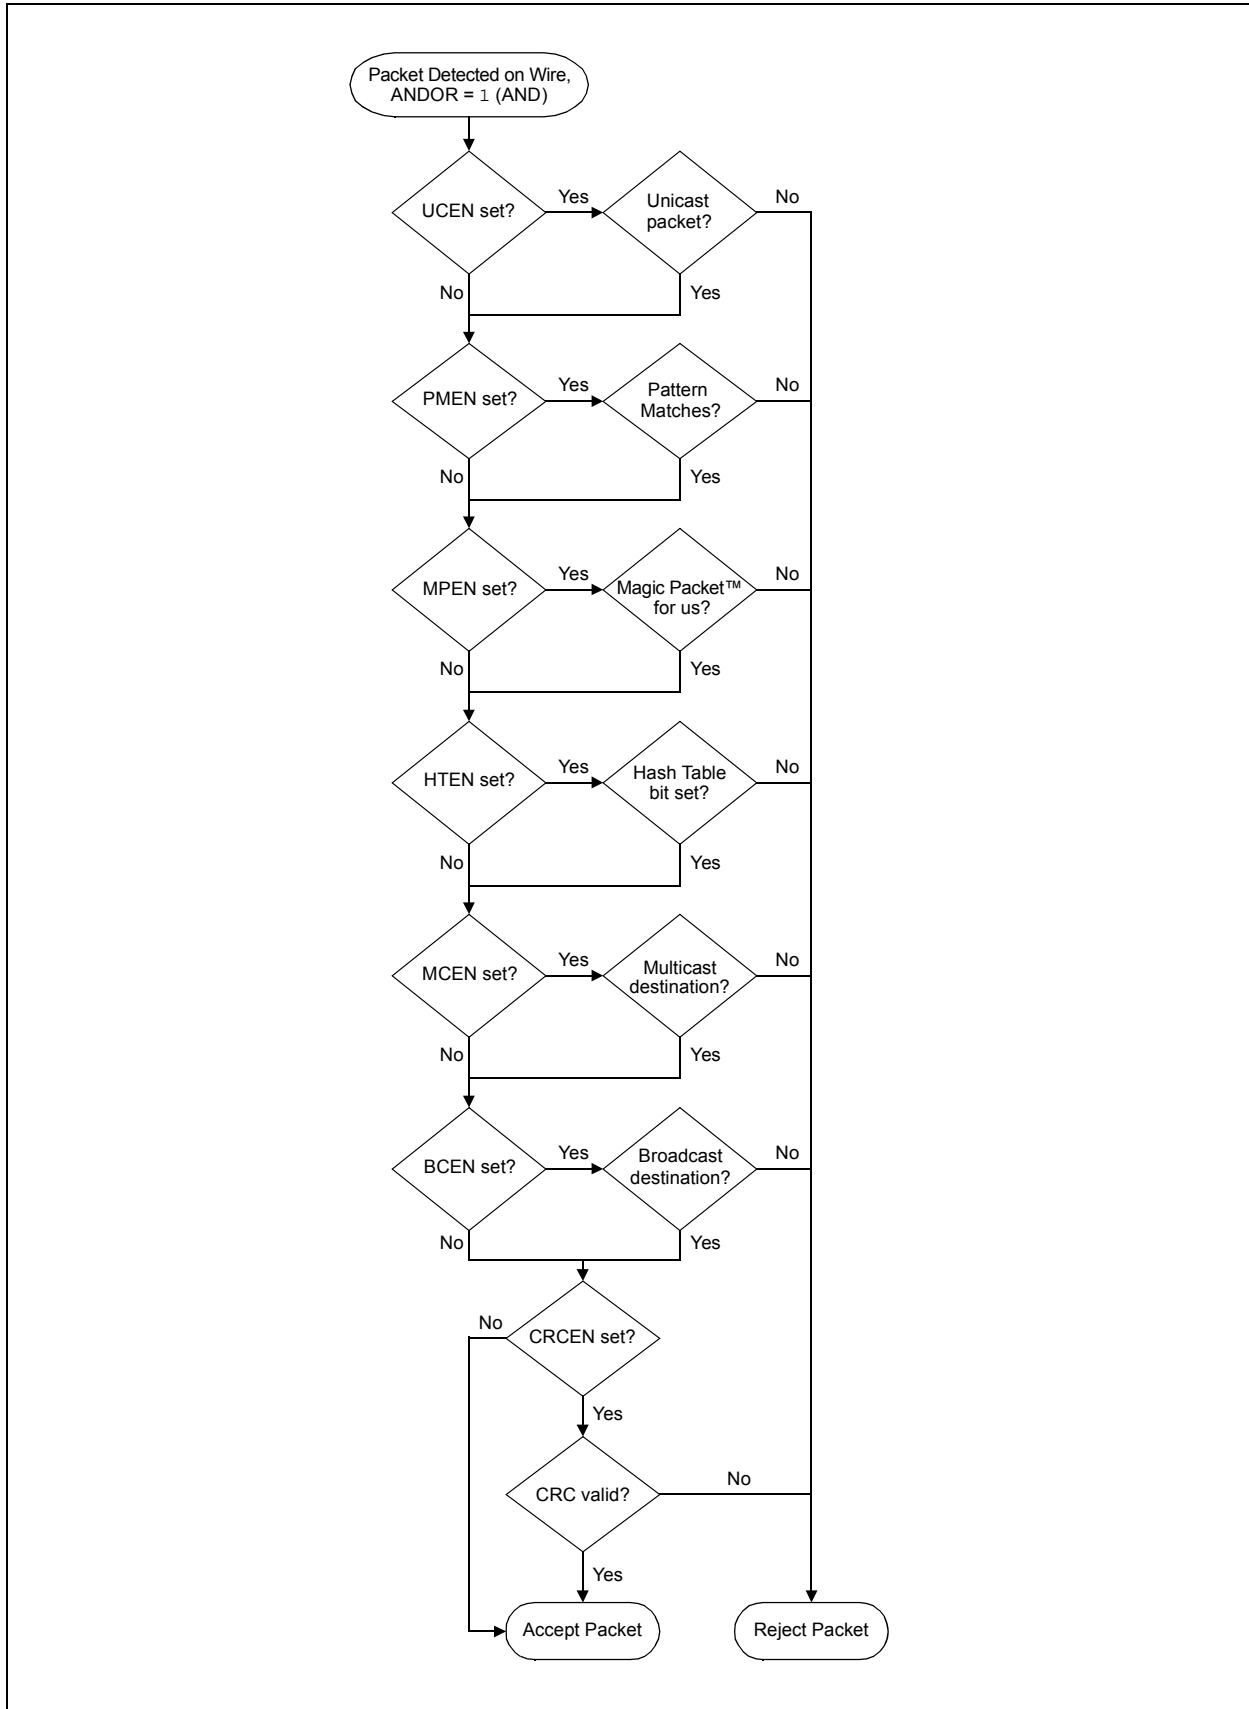 Packet Detected on Wire,
ANDOR = 1 (AND)
UCEN set?
Yes
Unicast
packet?
No
No
Yes
PMEN set?
Yes
Pattern
Matches?
No
No
Yes
MPEN set?
Yes
Magic Packet™
for us?
No
No
Yes
HTEN set?
Yes
Hash Table
bit set?
No
No
Yes
MCEN set?
Yes
Multicast
destination?
No
No
Yes
BCEN set?
Yes
Broadcast
destination?
No
No
Yes
No
CRCEN set?
Yes
CRC valid?
No
Yes
Accept Packet
Reject Packet